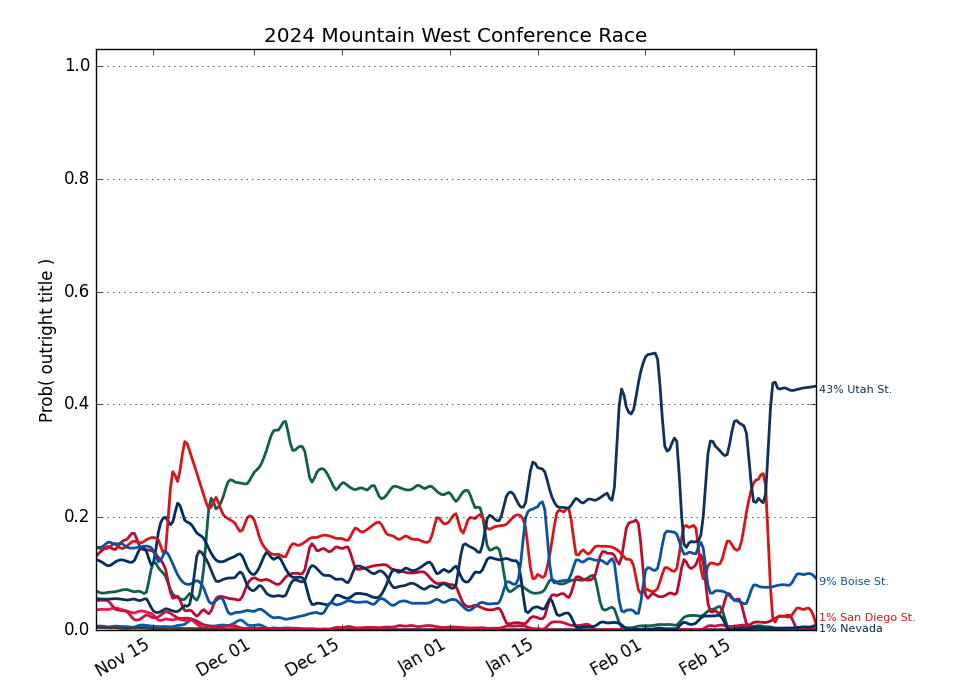 2024 Mountain West Conference Race
Prob( outright title )
1.0
0.8
0.6
0.4
0.2
0.0
43% Utah St.
9% Boise St.
1% San Diego St.
1% Nevada
Nov 15
Dec 01
Dec 15
Jan 01
Jan 15
Feb 01
Feb 15